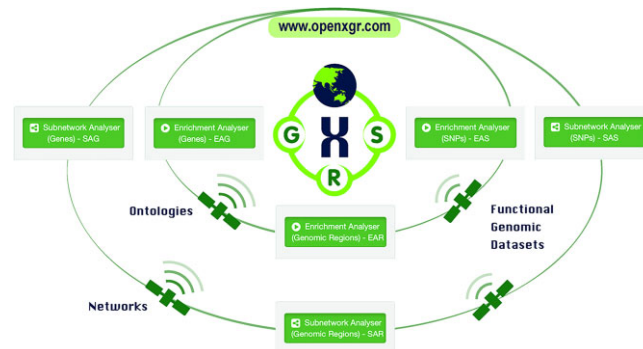 www.openxgr.com
Subnetwork Analyser
(Genes) - SAG
Enrichment Analyser
(Genes) - EAG
G
X
S
R
Enrichment Analyser
(SNPs) - EAS
Subnetwork Analyser
(SNPs) - SAS
Ontologies
Enrichment Analyser
(Genomic Regions) - EAR
Functional
Genomic
Datasets
Networks
Subnetwork Analyser
(Genomic Regions) - SAR